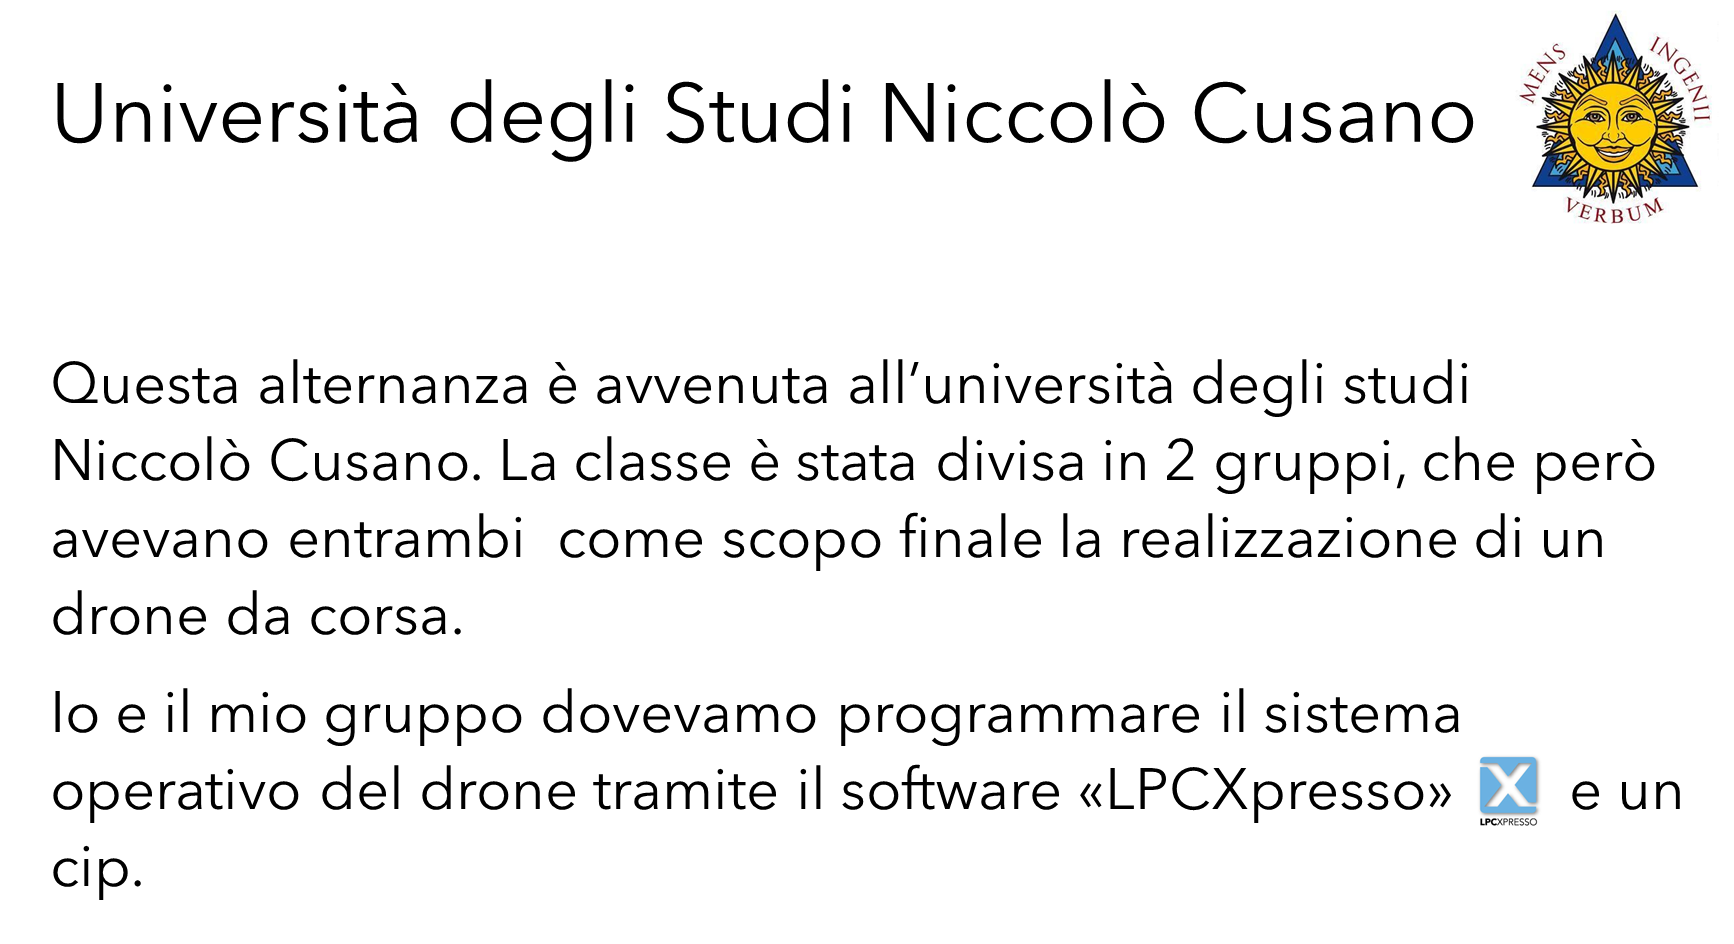 Università degli Studi Niccolò Cusano
MENS INGENII
VERBUM
Questa alternanza è avvenuta all’università degli studi
Niccolò Cusano. La classe è stata divisa in 2 gruppi, che però
avevano entrambi  come scopo finale la realizzazione di un
drone da corsa.
Io e il mio gruppo dovevamo programmare il sistema
operativo del drone tramite il software «LPCXpresso» e un
LPCXPRESSO
cip.